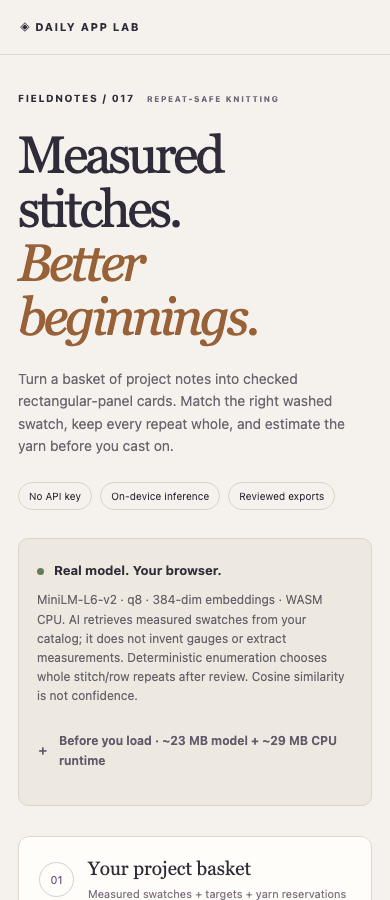 ◈ DAILY APP LAB
FIELDNOTES / 017 REPEAT-SAFE KNITTING
Measured
stitches.
Better
beginnings.
Turn a basket of project notes into checked
rectangular-panel cards. Match the right washed
swatch, keep every repeat whole, and estimate the
yarn before you cast on.
No API key On-device inference Reviewed exports
Real model. Your browser.
MiniLM-L6-v2 · q8 · 384-dim embeddings · WASM
CPU. AI retrieves measured swatches from your
catalog; it does not invent gauges or extract
measurements. Deterministic enumeration chooses
whole stitch/row repeats after review. Cosine similarity
is not confidence.
+ Before you load · ~23 MB model + ~29 MB CPU
runtime
01 Your project basket
Measured swatches + targets + yarn reservations